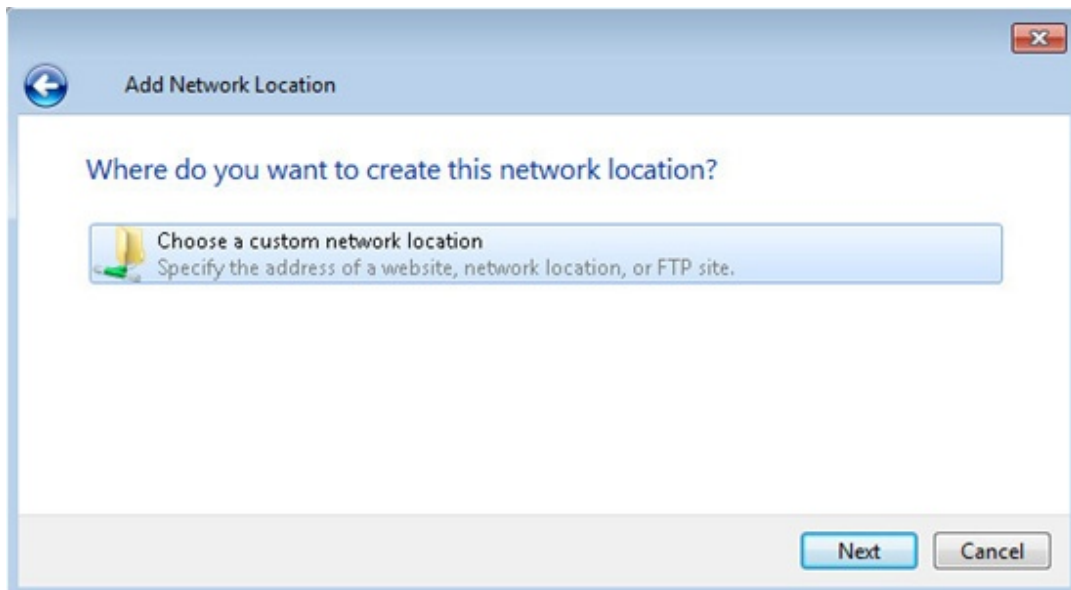 Add Network Location
Where do you want to create this network location?
Choose a custom network location
Specify the address of a website, network location, or FTP site.
Next
Cancel